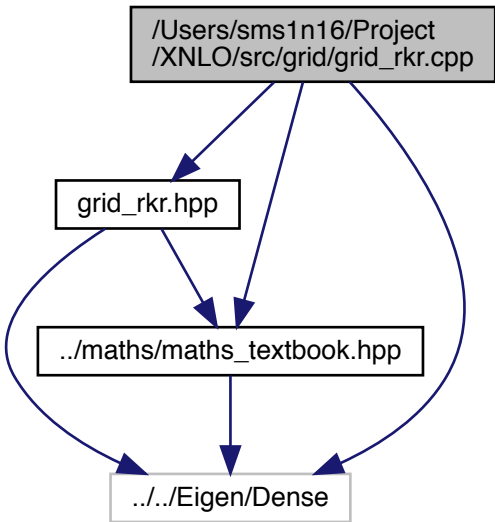 /Users/sms1n16/Project
/XNLO/src/grid/grid_rkr.cpp
grid_rkr.hpp
../maths/maths_textbook.hpp
../../Eigen/Dense